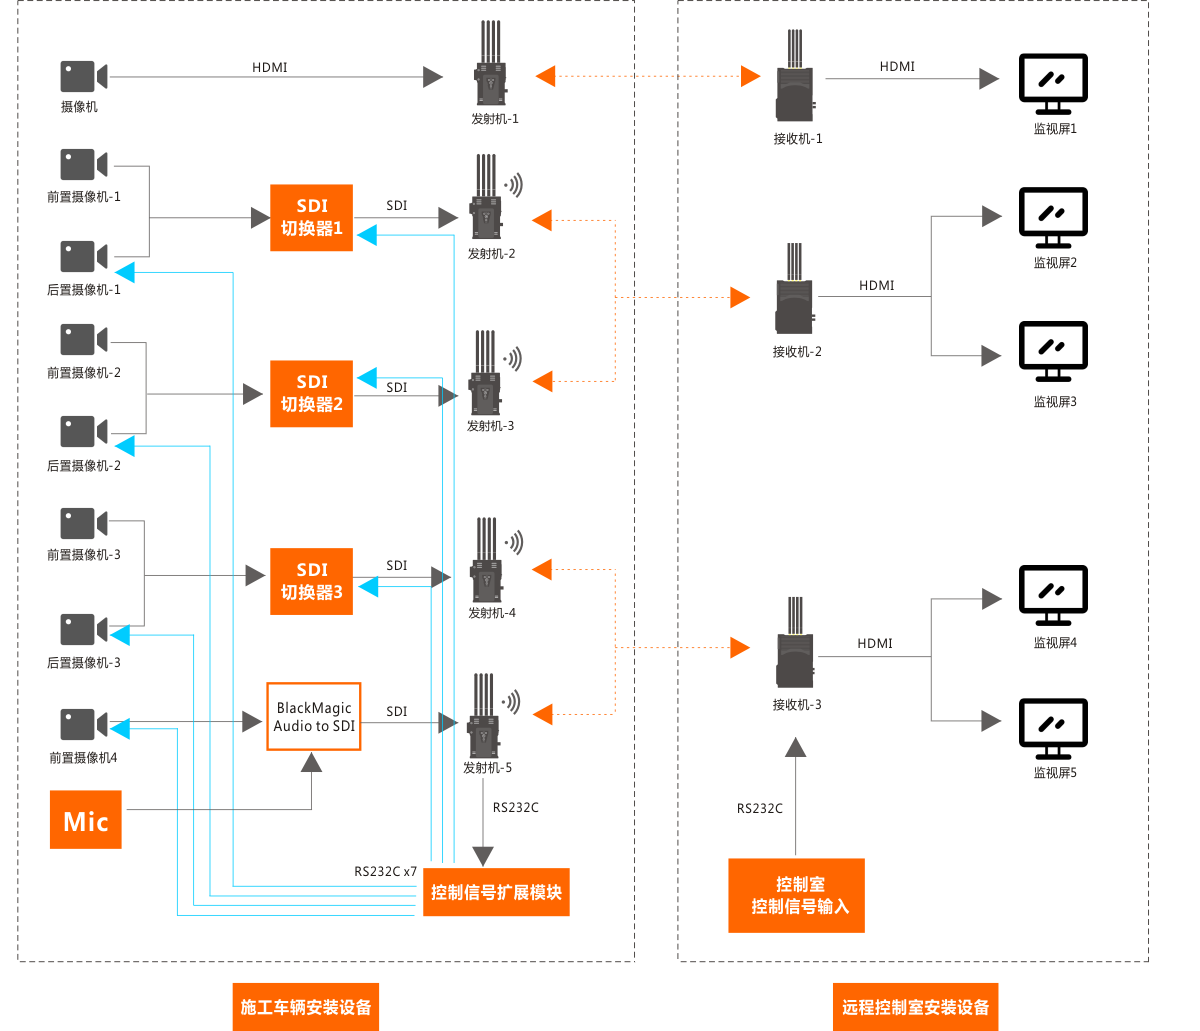 HDMI
摄像机
发射机-1
前置摄像机-1
SDI
切换器1
SDI
发射机-2
后置摄像机-1
前置摄像机-2
SDI
切换器2
SDI
发射机-3
后置摄像机-2
前置摄像机-3
SDI
切换器3
SDI
发射机-4
后置摄像机-3
BlackMagic
Audio to SDI
SDI
发射机-5
前置摄像机4
Mic
RS232C
RS232C x7
控制信号扩展模块
施工车辆安装设备
接收机-1
HDMI
监视屏1
接收机-2
HDMI
监视屏2
监视屏3
接收机-3
HDMI
监视屏4
监视屏5
RS232C
控制室
控制信号输入
远程控制室安装设备